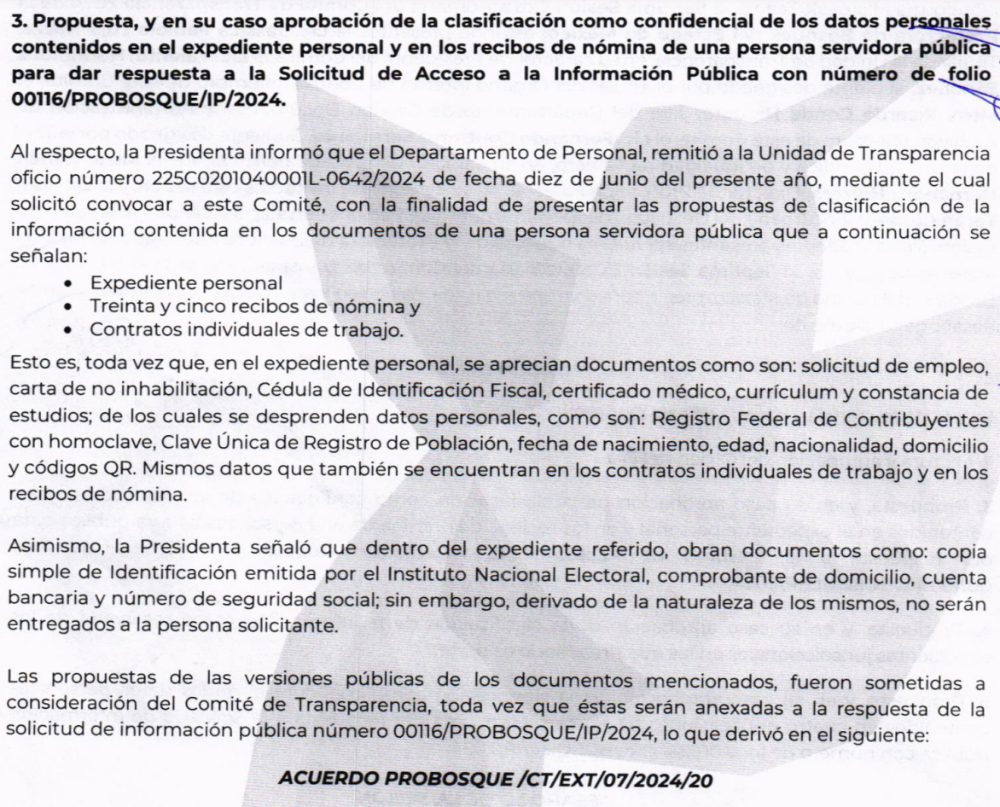 3. Propuesta, y en su caso aprobación de la clasificación como confidencial de los datos personales
contenidos en el expediente personal y en los recibos de nómina de una persona servidora pública
para dar respuesta a la Solicitud de Acceso a la Información Pública con número de folio
00116/PROBOSQUE/IP/2024.
Al respecto, la Presidenta informó que el Departamento de Personal, remitió a la Unidad de Transparencia
oficio número 225C0201040001L-0642/2024 de fecha diez de junio del presente año, mediante el cual
solicitó convocar a este Comité, con la finalidad de presentar las propuestas de clasificación de la
información contenida en los documentos de una persona servidora pública que a continuación se
señalan:
• Expediente personal
• Treinta y cinco recibos de nómina y
• Contratos individuales de trabajo.
Esto es, toda vez que, en el expediente personal, se aprecian documentos como son: solicitud de empleo,
carta de no inhabilitación, Cédula de Identificación Fiscal, certificado médico, currículum y constancia de
estudios; de los cuales se desprenden datos personales, como son: Registro Federal de Contribuyentes
con homoclave, Clave Única de Registro de Población, fecha de nacimiento, edad, nacionalidad, domicilio
y códigos QR. Mismos datos que también se encuentran en los contratos individuales de trabajo y en los
recibos de nómina.
Asimismo, la Presidenta señaló que dentro del expediente referido, obran documentos como: copia
simple de Identificación emitida por el Instituto Nacional Electoral, comprobante de domicilio, cuenta
bancaria y número de seguridad social; sin embargo, derivado de la naturaleza de los mismos, no serán
entregados a la persona solicitante.
Las propuestas de las versiones públicas de los documentos mencionados, fueron sometidas a
consideración del Comité de Transparencia, toda vez que éstas serán anexadas a la respuesta de la
solicitud de información pública número 00116/PROBOSQUE/IP/2024, lo que derivó en el siguiente:
ACUERDO PROBOSQUE /CT/EXT/07/2024/20